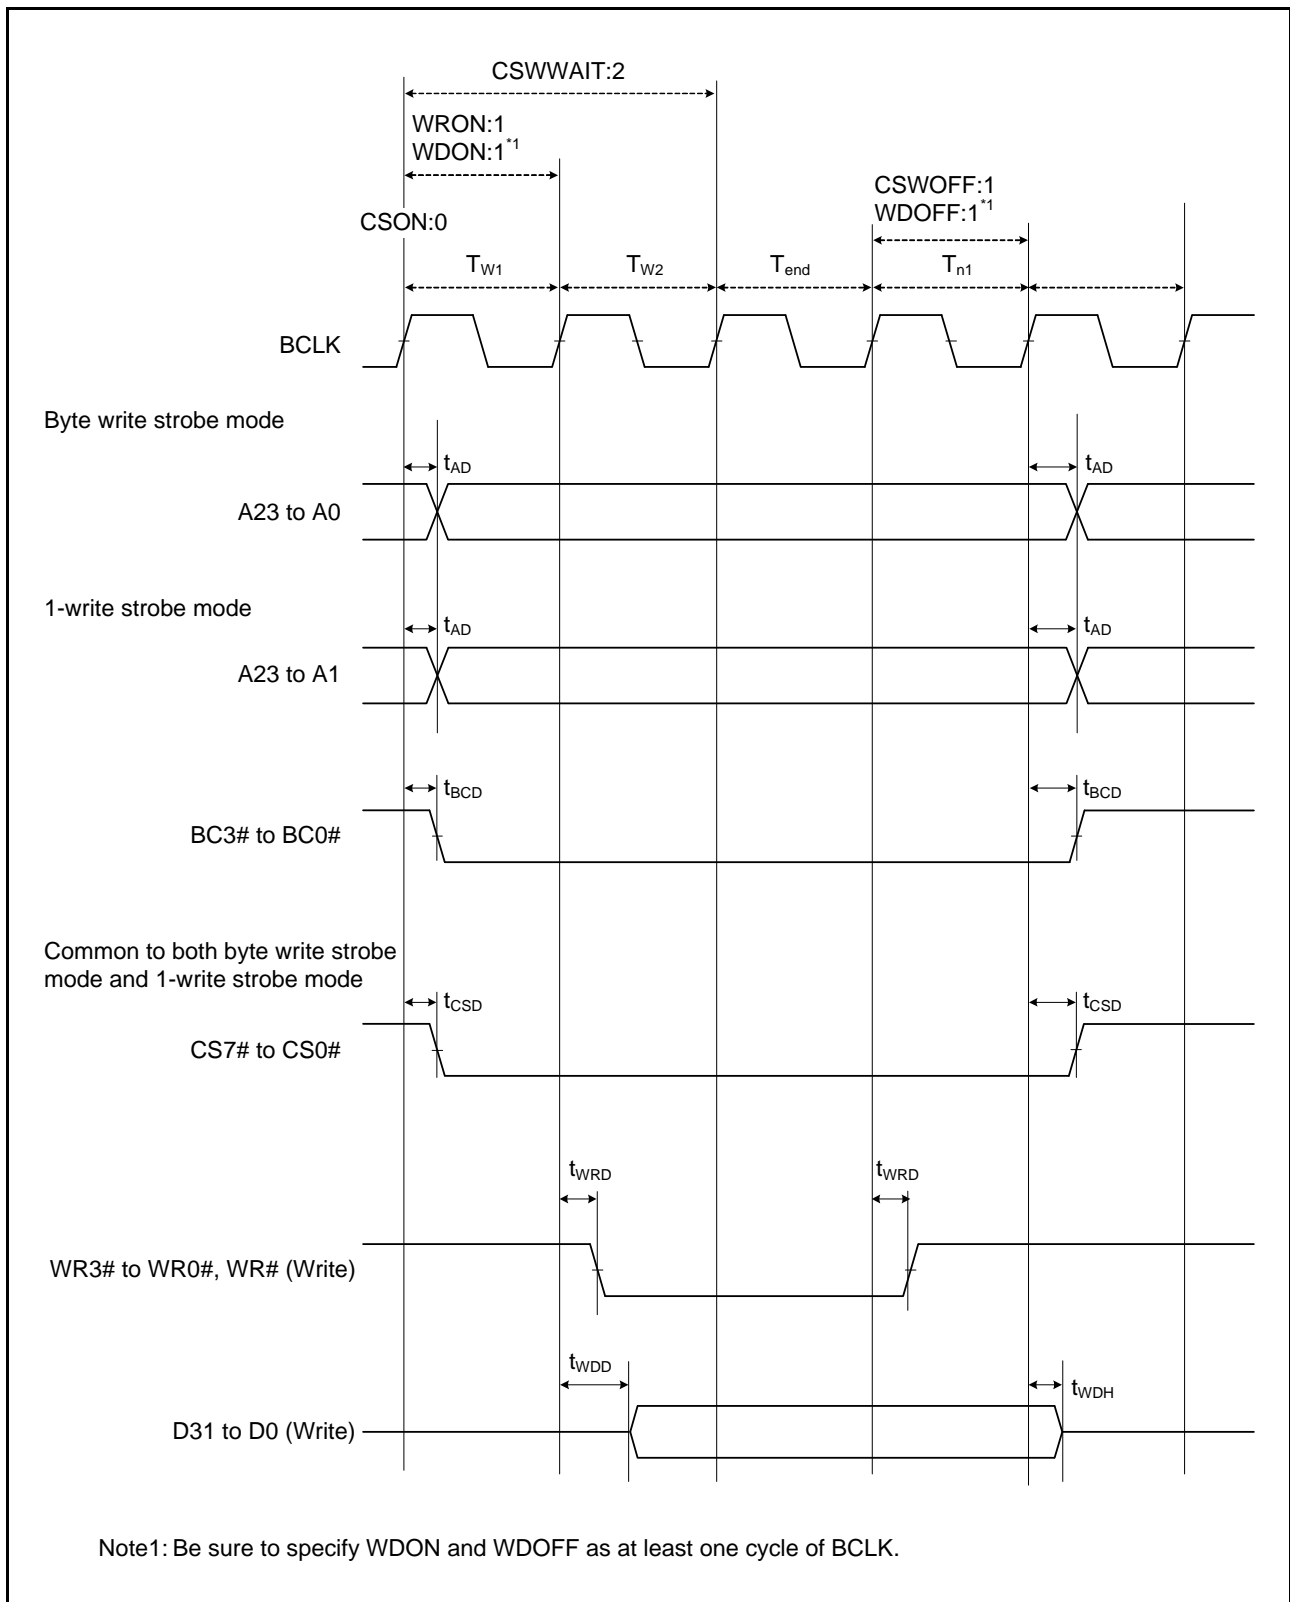 CSWWAIT:2
WRON:1
WDON:1*1
CSWOFF:1
WDOFF:1*1
CSON:0
TW1
TW2
Tend
Tn1
BCLK
Byte write strobe mode
tAD
tAD
A23 to A0
1-write strobe mode
tAD
tAD
A23 to A1
tBCD
tBCD
BC3# to BC0#
Common to both byte write strobe
mode and 1-write strobe mode
tCSD
tCSD
CS7# to CS0#
tWRD
tWRD
WR3# to WR0#, WR# (Write)
tWDD
tWDH
D31 to D0 (Write)
Note1: Be sure to specify WDON and WDOFF as at least one cycle of BCLK.